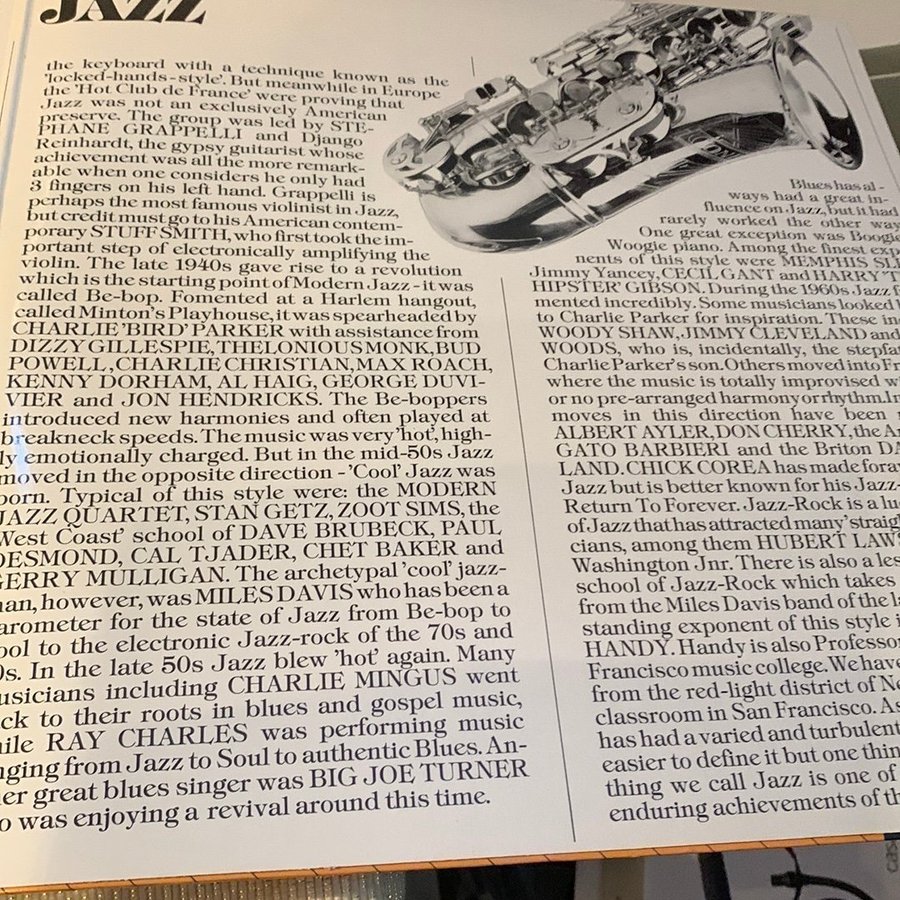 JAZZ
the keyboard with a technique known as the
'locked-hands-style'. But meanwhile in Europe
the 'Hot Club de France' were proving that
Jazz was not an exclusively American
preserve. The group was led by STE-
PHANE GRAPPELLI and Django
Reinhardt, the gypsy guitarist whose
achievement was all the more remark-
able when one considers he only had
3 fingers on his left hand. Grappelli is
perhaps the most famous violinist in Jazz,
but credit must go to his American contem-
porary STUFF SMITH, who first took the im-
portant step of electronically amplifying the
violin. The late 1940s gave rise to a revolution
which is the starting point of Modern Jazz - it was
called Be-bop. Fomented at a Harlem hangout,
called Minton's Playhouse, it was spearheaded by
CHARLIE 'BIRD' PARKER with assistance from
DIZZY GILLESPIE, THELONIOUS MONK, BUD
POWELL, CHARLIE CHRISTIAN, MAX ROACH,
KENNY DORHAM, AL HAIG, GEORGE DUVI-
VIER and JON HENDRICKS. The Be-boppers
introduced new harmonies and often played at
breakneck speeds. The music was very 'hot', high-
ly emotionally charged. But in the mid-50s Jazz
moved in the opposite direction - 'Cool' Jazz was
born. Typical of this style were: the MODERN
JAZZ QUARTET, STAN GETZ, ZOOT SIMS, the
West Coast' school of DAVE BRUBECK, PAUL
DESMOND, CAL TJADER, CHET BAKER and
GERRY MULLIGAN. The archetypal 'cool' jazz-
man, however, was MILES DAVIS who has been a
arometer for the state of Jazz from Be-bop to
ool to the electronic Jazz-rock of the 70s and
0s. In the late 50s Jazz blew 'hot' again. Many
usicians including CHARLIE MINGUS went
ck to their roots in blues and gospel music,
ile RAY CHARLES was performing music
nging from Jazz to Soul to authentic Blues. An-
er great blues singer was BIG JOE TURNER
o was enjoying a revival around this time.
Blues has al-
ways had a great in-
fluence on Jazz, but it had
rarely worked the other way
One great exception was Boogie
Woogie piano. Among the finest exp
nents of this style were MEMPHIS SLI
Jimmy Yancey, CECIL GANT and HARRY 'T
HIPSTER' GIBSON. During the 1960s Jazz f
mented incredibly. Some musicians looked b
to Charlie Parker for inspiration. These in
WOODY SHAW, JIMMY CLEVELAND and
WOODS, who is, incidentally, the stepfa
Charlie Parker's son. Others moved into Fr
where the music is totally improvised w
or no pre-arranged harmony or rhythm. In
moves in this direction have been
ALBERT AYLER, DON CHERRY, the A
GATO BARBIERI and the Briton DA
LAND. CHICK COREA has made fora
Jazz but is better known for his Jazz-
Return To Forever. Jazz-Rock is a lu
of Jazz that has attracted many 'straig
cians, among them HUBERT LAWS
Washington Jnr. There is also a les
school of Jazz-Rock which takes
from the Miles Davis band of the la
standing exponent of this style i
HANDY. Handy is also Professor
Francisco music college. We have
from the red-light district of Ne
classroom in San Francisco. As
has had a varied and turbulent
easier to define it but one thin
thing we call Jazz is one of
enduring achievements of th